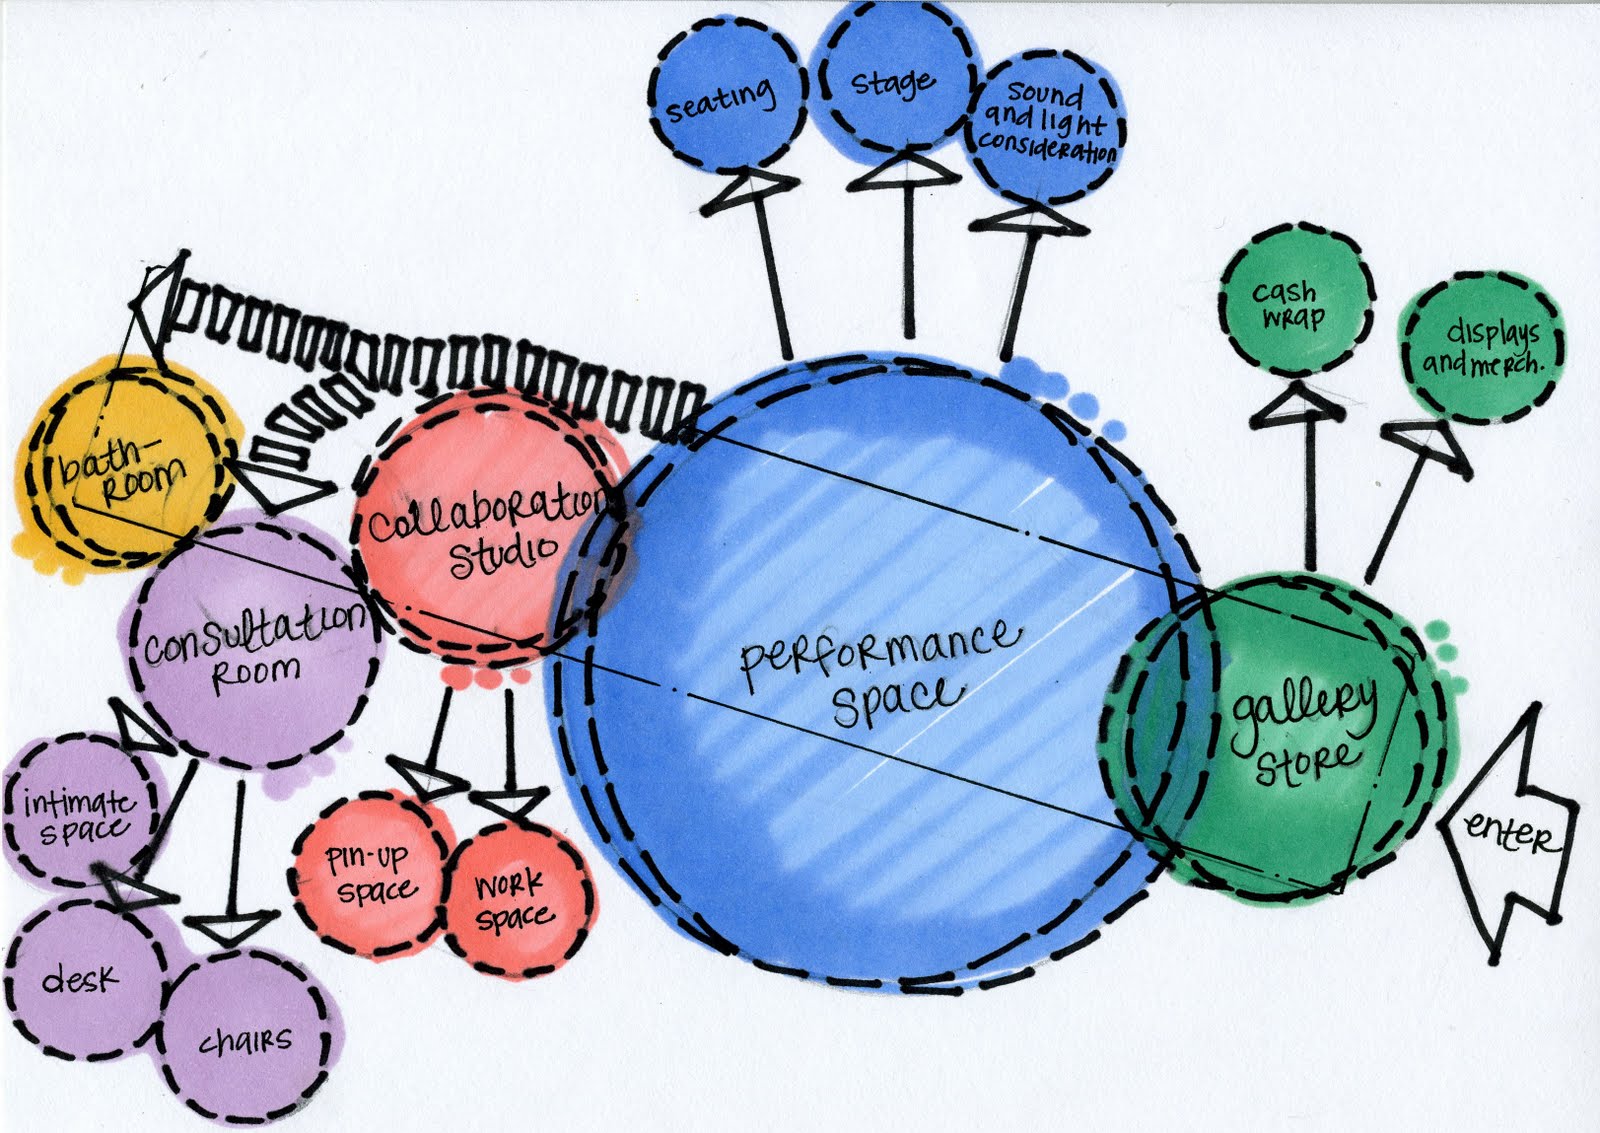 seating
stage
sound
and light
consideration
cash
wrap
displays
and merch.
bath-
room
collaboration
studio
consultation
room
performance
space
gallery
store
enter
intimate
space
pin-up
space
work
space
desk
chairs